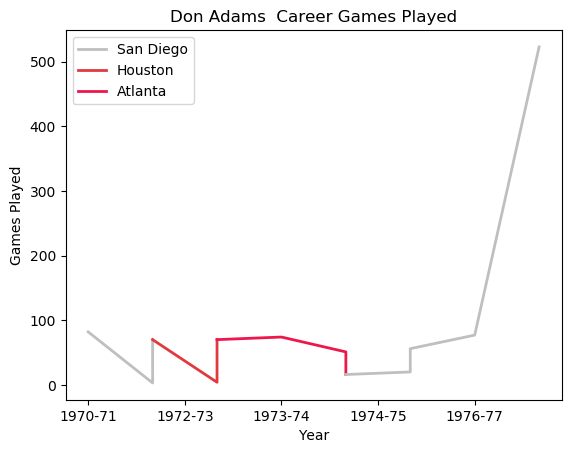 Don Adams  Career Games Played
San Diego
Houston
Atlanta
Games Played
500
400
300
200
100
0
1970-71
1972-73
1973-74
1974-75
1976-77
Year